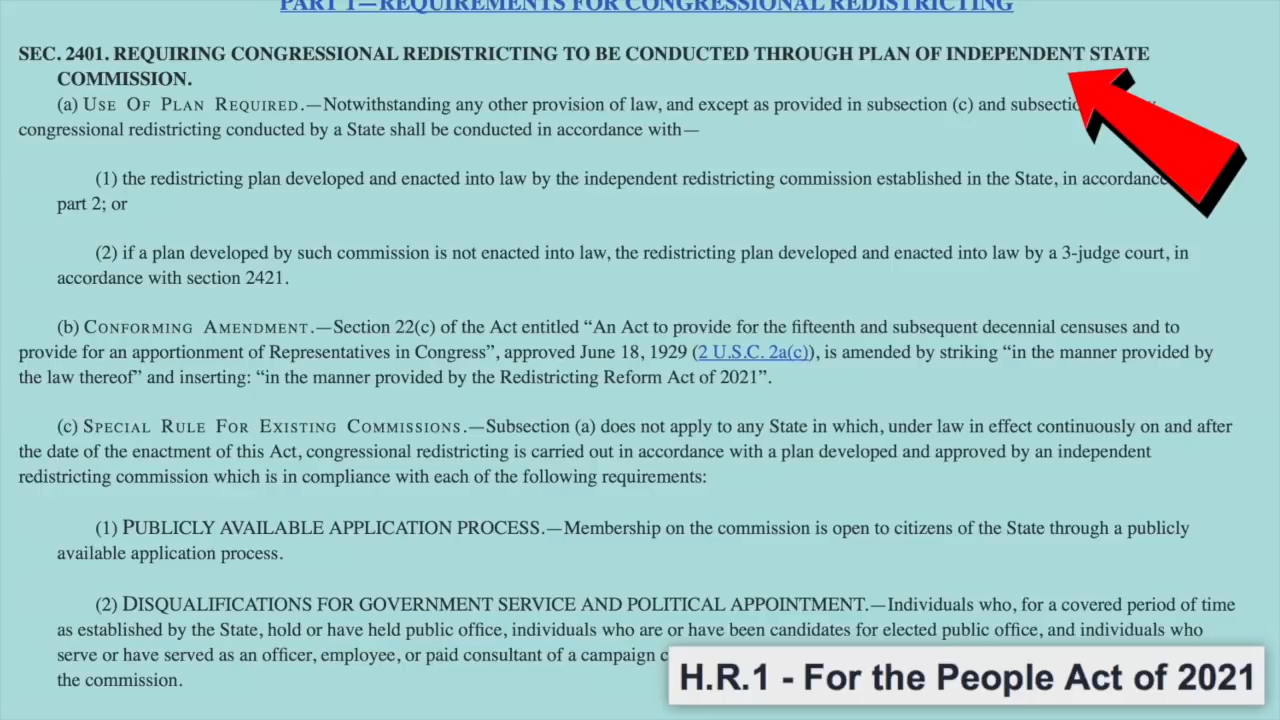 PART 1—REQUIREMENTS FOR CONGRESSIONAL REDISTRICTING
SEC. 2401. REQUIRING CONGRESSIONAL REDISTRICTING TO BE CONDUCTED THROUGH PLAN OF INDEPENDENT STATE
COMMISSION.
(a) USE OF PLAN REQUIRED.—Notwithstanding any other provision of law, and except as provided in subsection (c) and
congressional redistricting conducted by a State shall be conducted in accordance with—
(1) the redistricting plan developed and enacted into law by the independent redistricting commission established in the State, in accordance
part 2; or
(2) if a plan developed by such commission is not enacted into law, the redistricting plan developed and enacted into law by a 3-judge court, in
accordance with section 2421.
(b) CONFORMING AMENDMENT.—Section 22(c) of the Act entitled “An Act to provide for the fifteenth and subsequent decennial censuses and to
provide for an apportionment of Representatives in Congress”, approved June 18, 1929 (2 U.S.C. 2a(c)), is amended by striking “in the manner provided by
the law thereof” and inserting: “in the manner provided by the Redistricting Reform Act of 2021”.
(c) SPECIAL RULE FOR EXISTING COMMISSIONS.—Subsection (a) does not apply to any State in which, under law in effect continuously on and after
the date of the enactment of this Act, congressional redistricting is carried out in accordance with a plan developed and approved by an independent
redistricting commission which is in compliance with each of the following requirements:
(1) PUBLICLY AVAILABLE APPLICATION PROCESS.—Membership on the commission is open to citizens of the State through a publicly
available application process.
(2) DISQUALIFICATIONS FOR GOVERNMENT SERVICE AND POLITICAL APPOINTMENT.—Individuals who, for a covered period of time
as established by the State, hold or have held public office, individuals who are or have been candidates for elected public office, and individuals who
serve or have served as an officer, employee, or paid consultant of a campaign
the commission.
H.R.1 - For the People Act of 2021